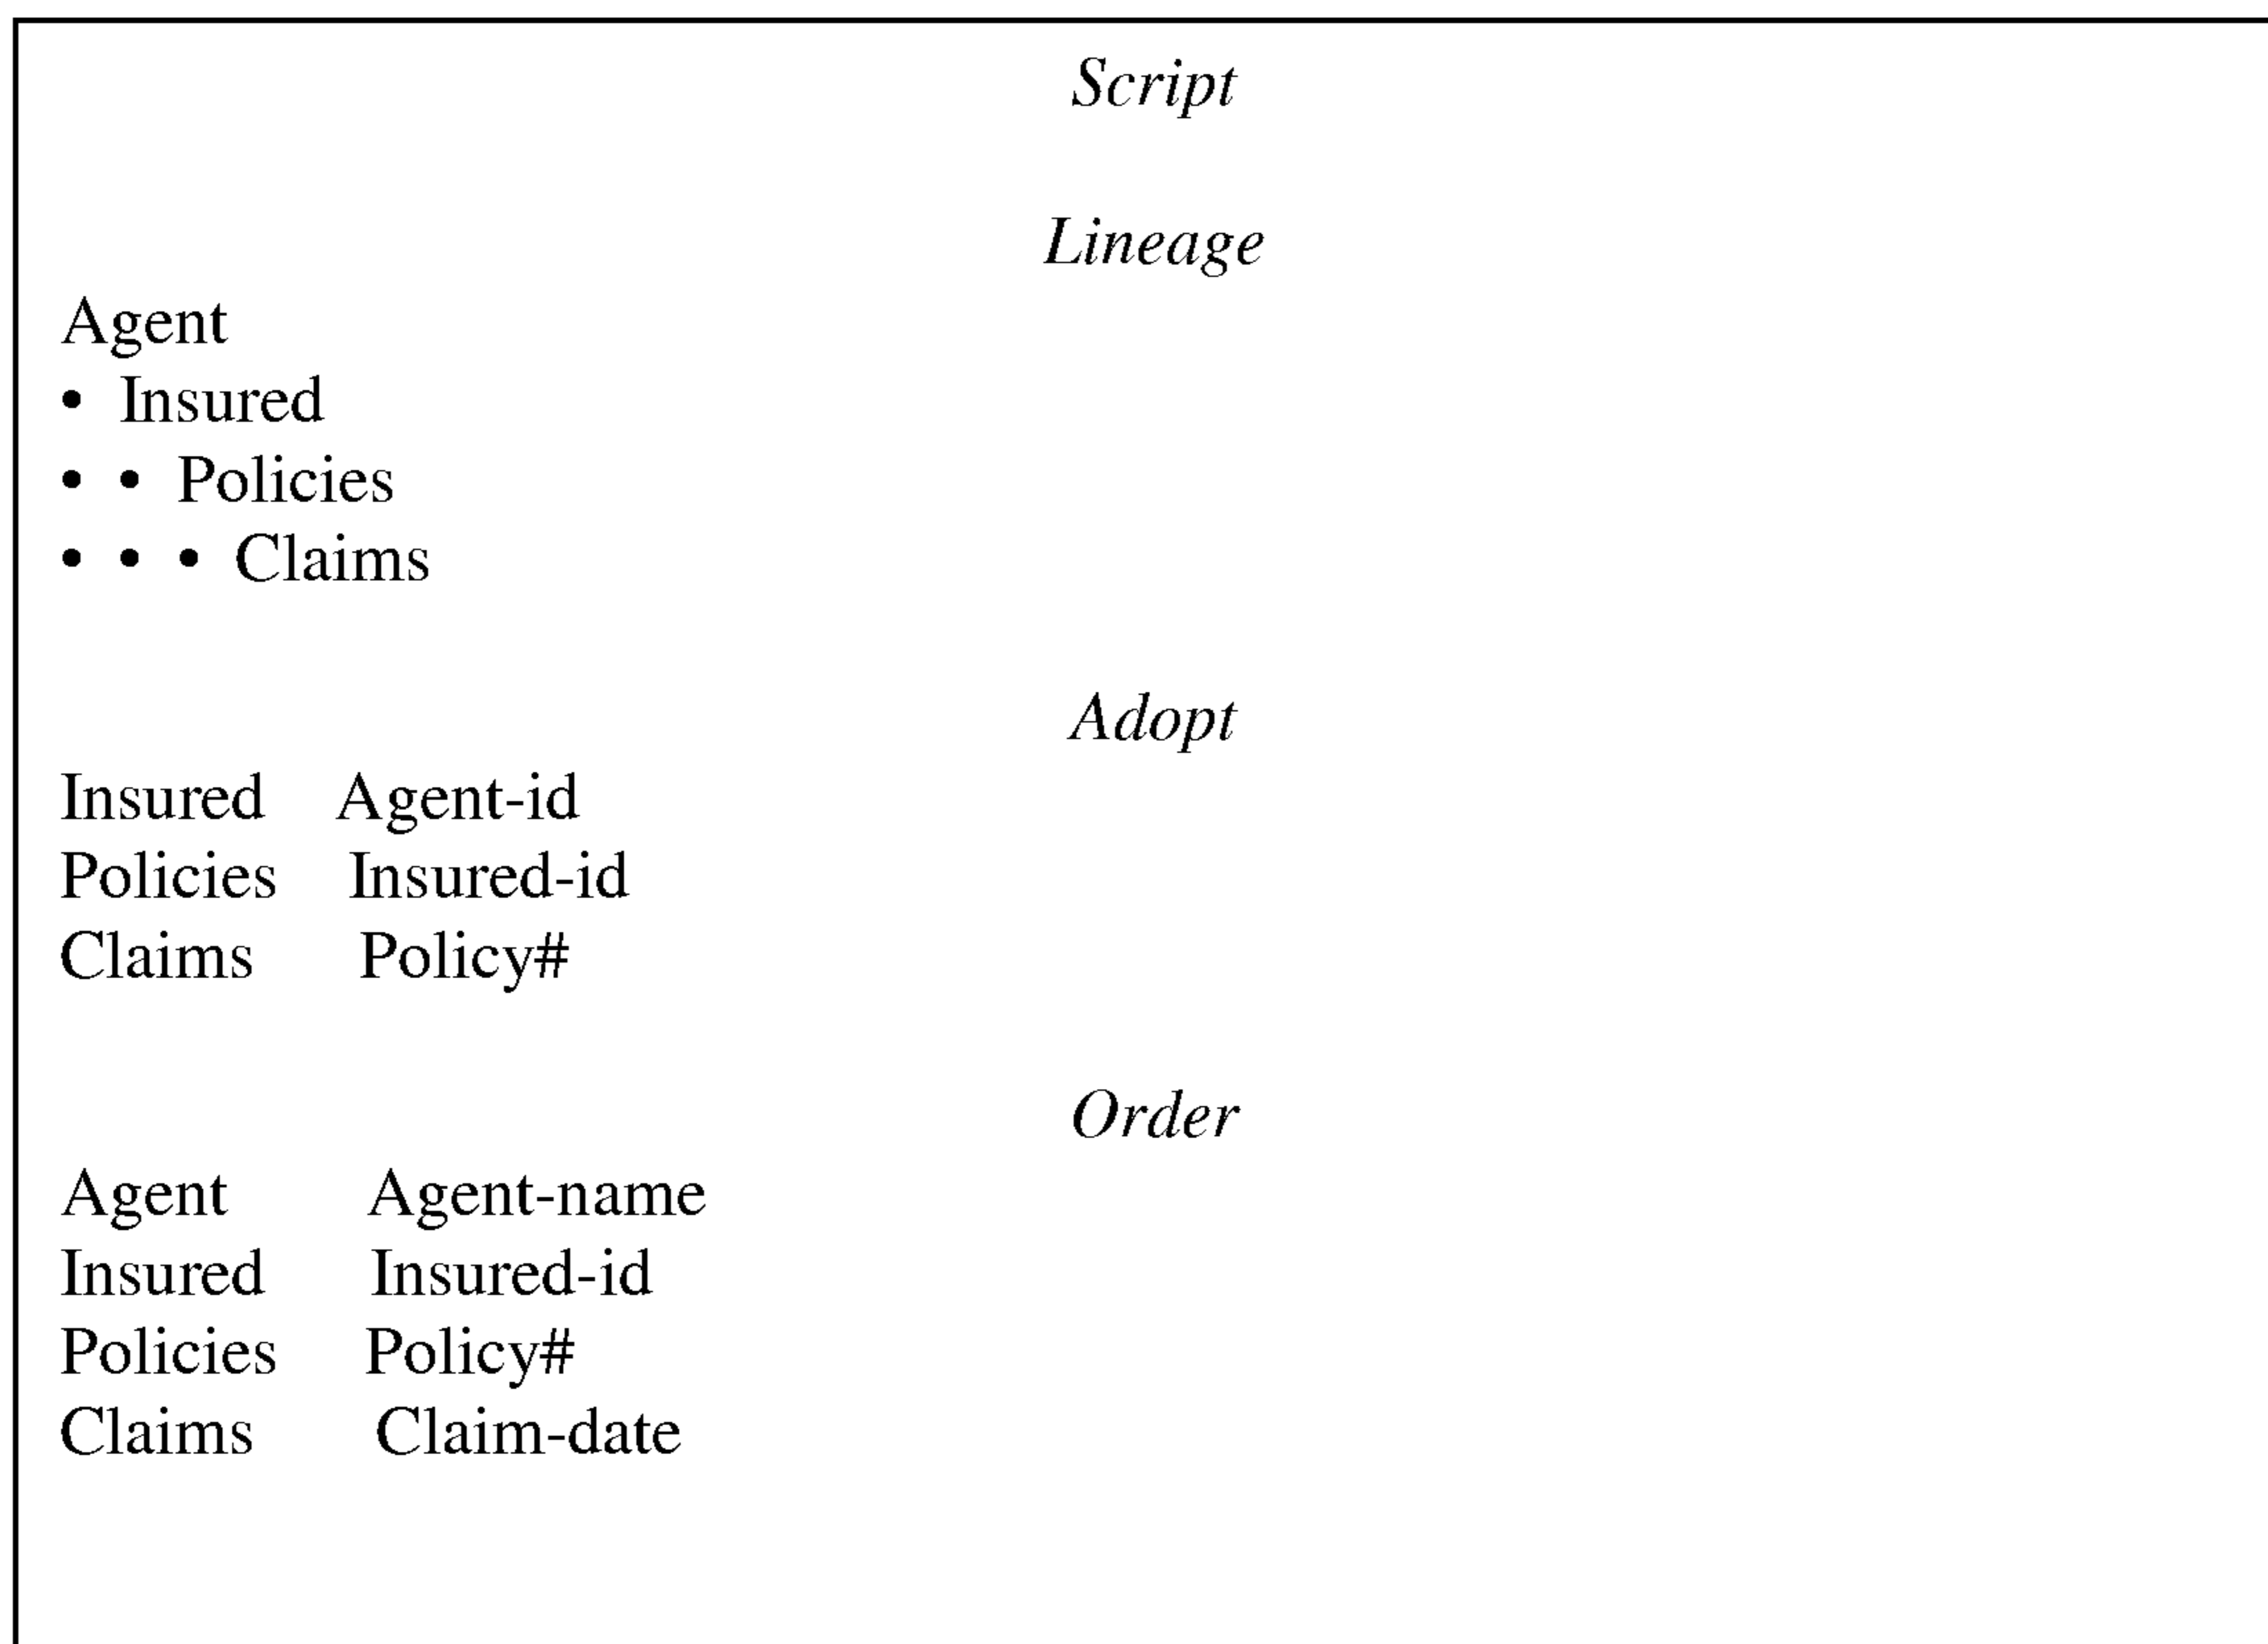 Script
Lineage
Agent
• Insured
• • Policies
• • • Claims
Adopt
Insured Agent-id
Policies Insured-id
Claims Policy#
Order
Agent Agent-name
Insured Insured-id
Policies Policy#
Claims Claim-date